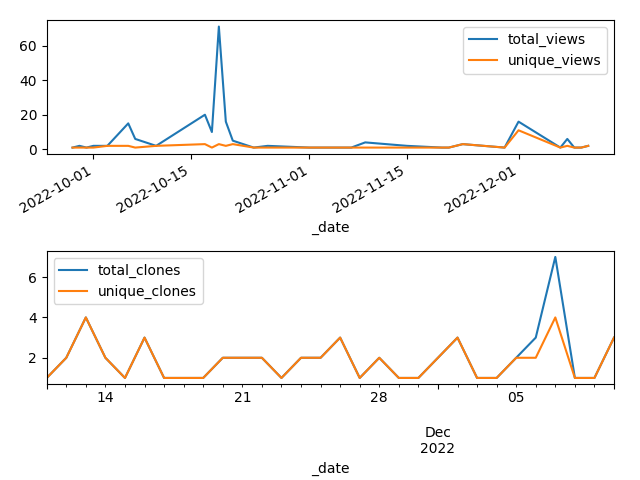 total_views
unique_views
60
40
20
0
2022-10-01
2022-10-15
2022-11-01
2022-11-15
2022-12-01
_date
total_clones
unique_clones
6
4
2
14
21
28
05
Dec
2022
_date